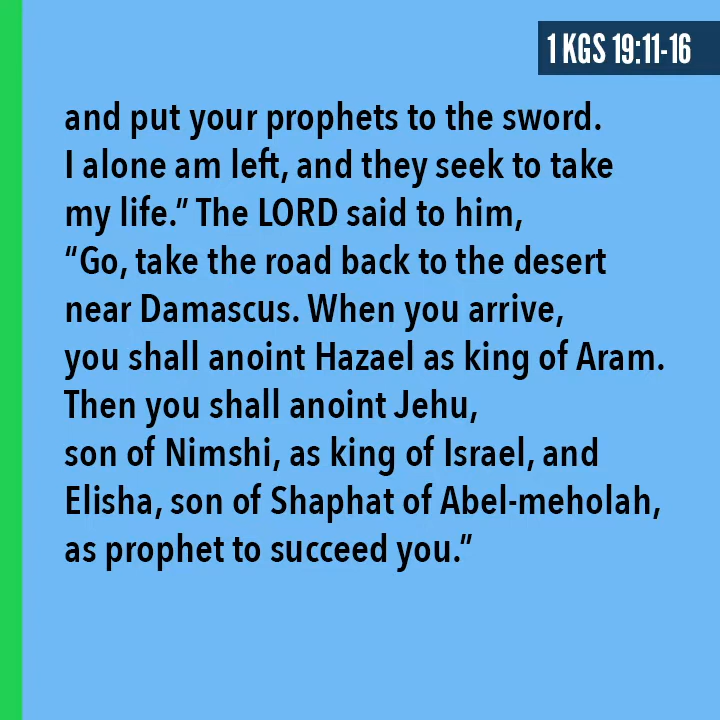 1 KGS 19:11-16
and put your prophets to the sword.
I alone am left, and they seek to take
my life.” The LORD said to him,
“Go, take the road back to the desert
near Damascus. When you arrive,
you shall anoint Hazael as king of Aram.
Then you shall anoint Jehu,
son of Nimshi, as king of Israel, and
Elisha, son of Shaphat of Abel-meholah,
as prophet to succeed you.”